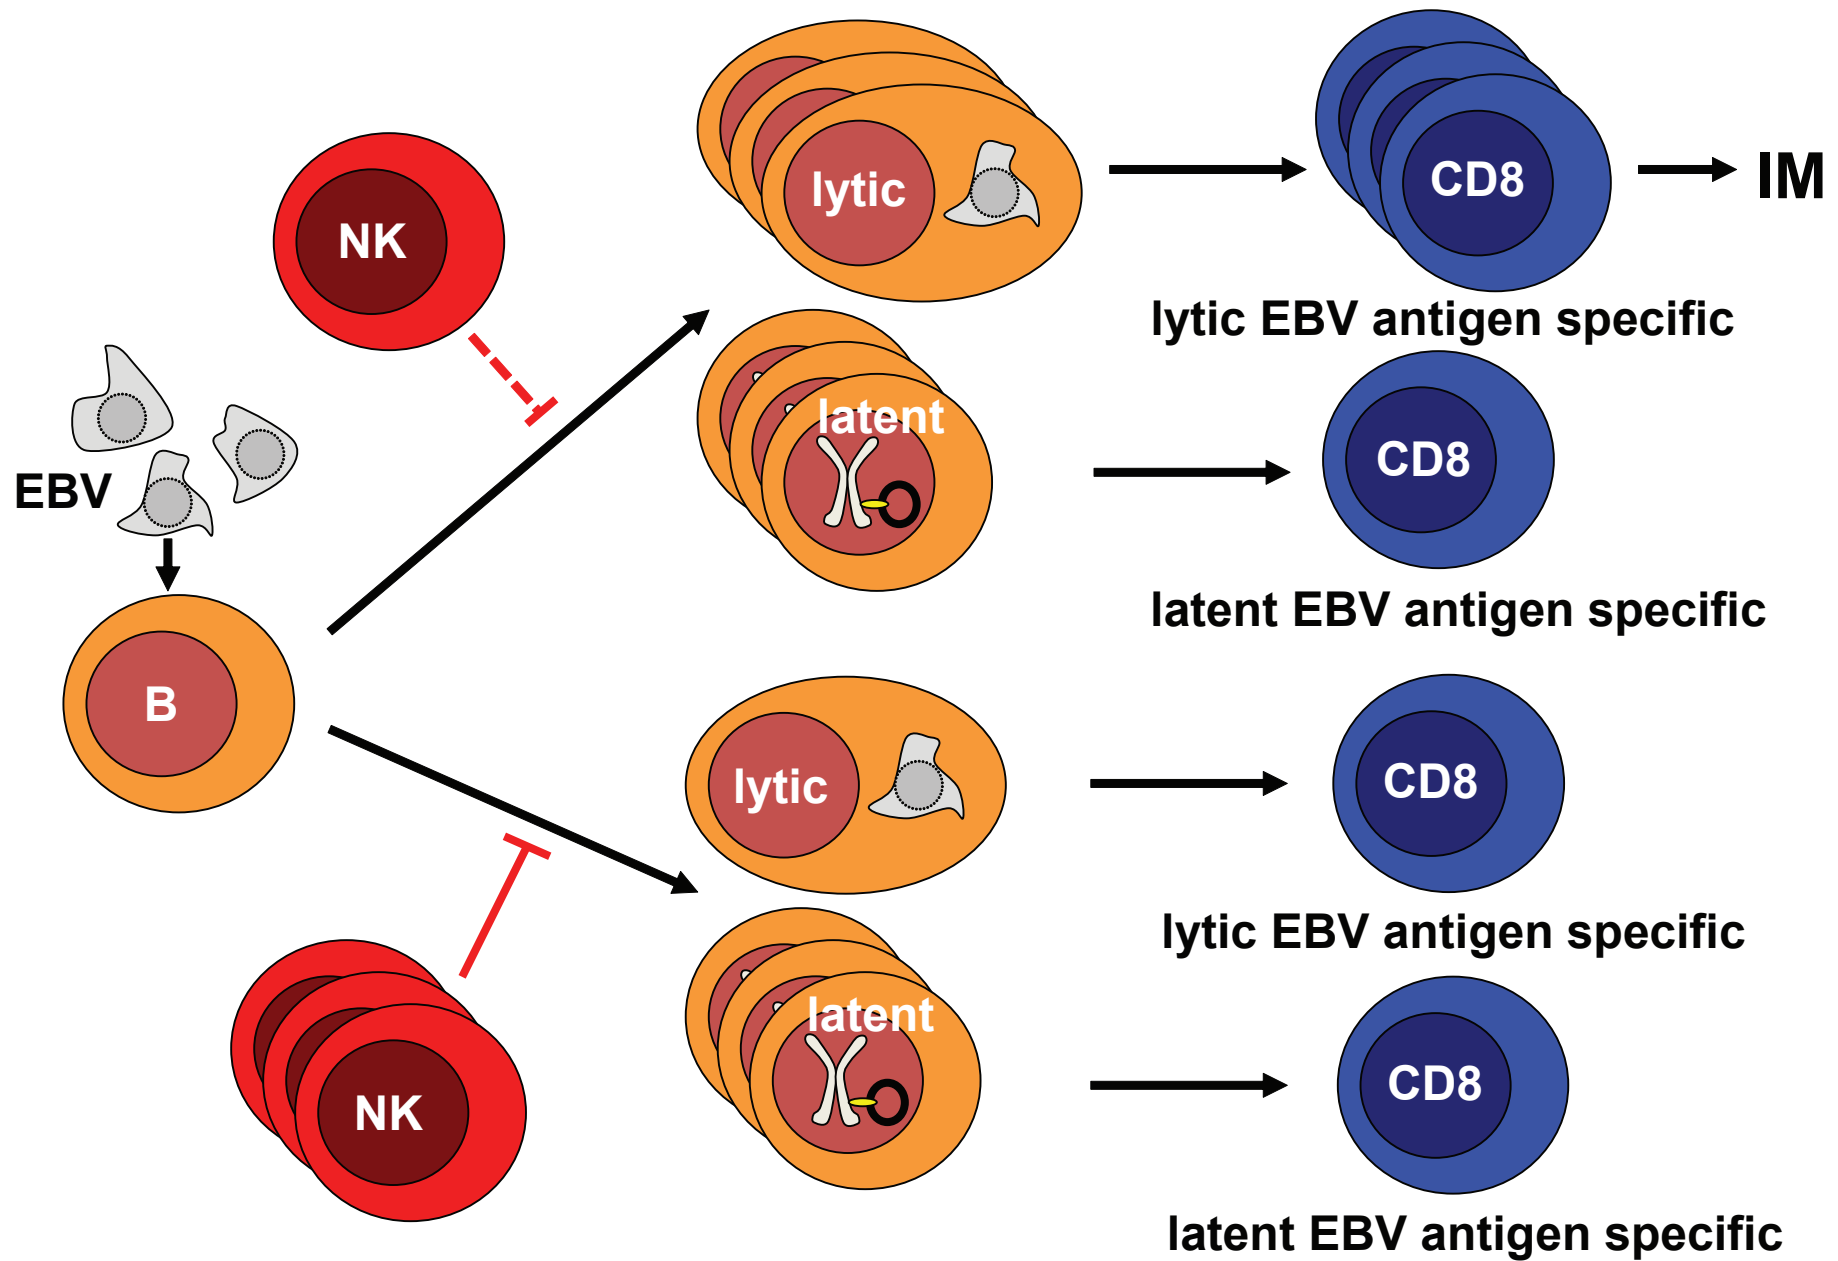 NK
EBV
B
lytic
CD8
IM
lytic EBV antigen specific
latent
CD8
latent EBV antigen specific
lytic
CD8
lytic EBV antigen specific
NK
latent
CD8
latent EBV antigen specific